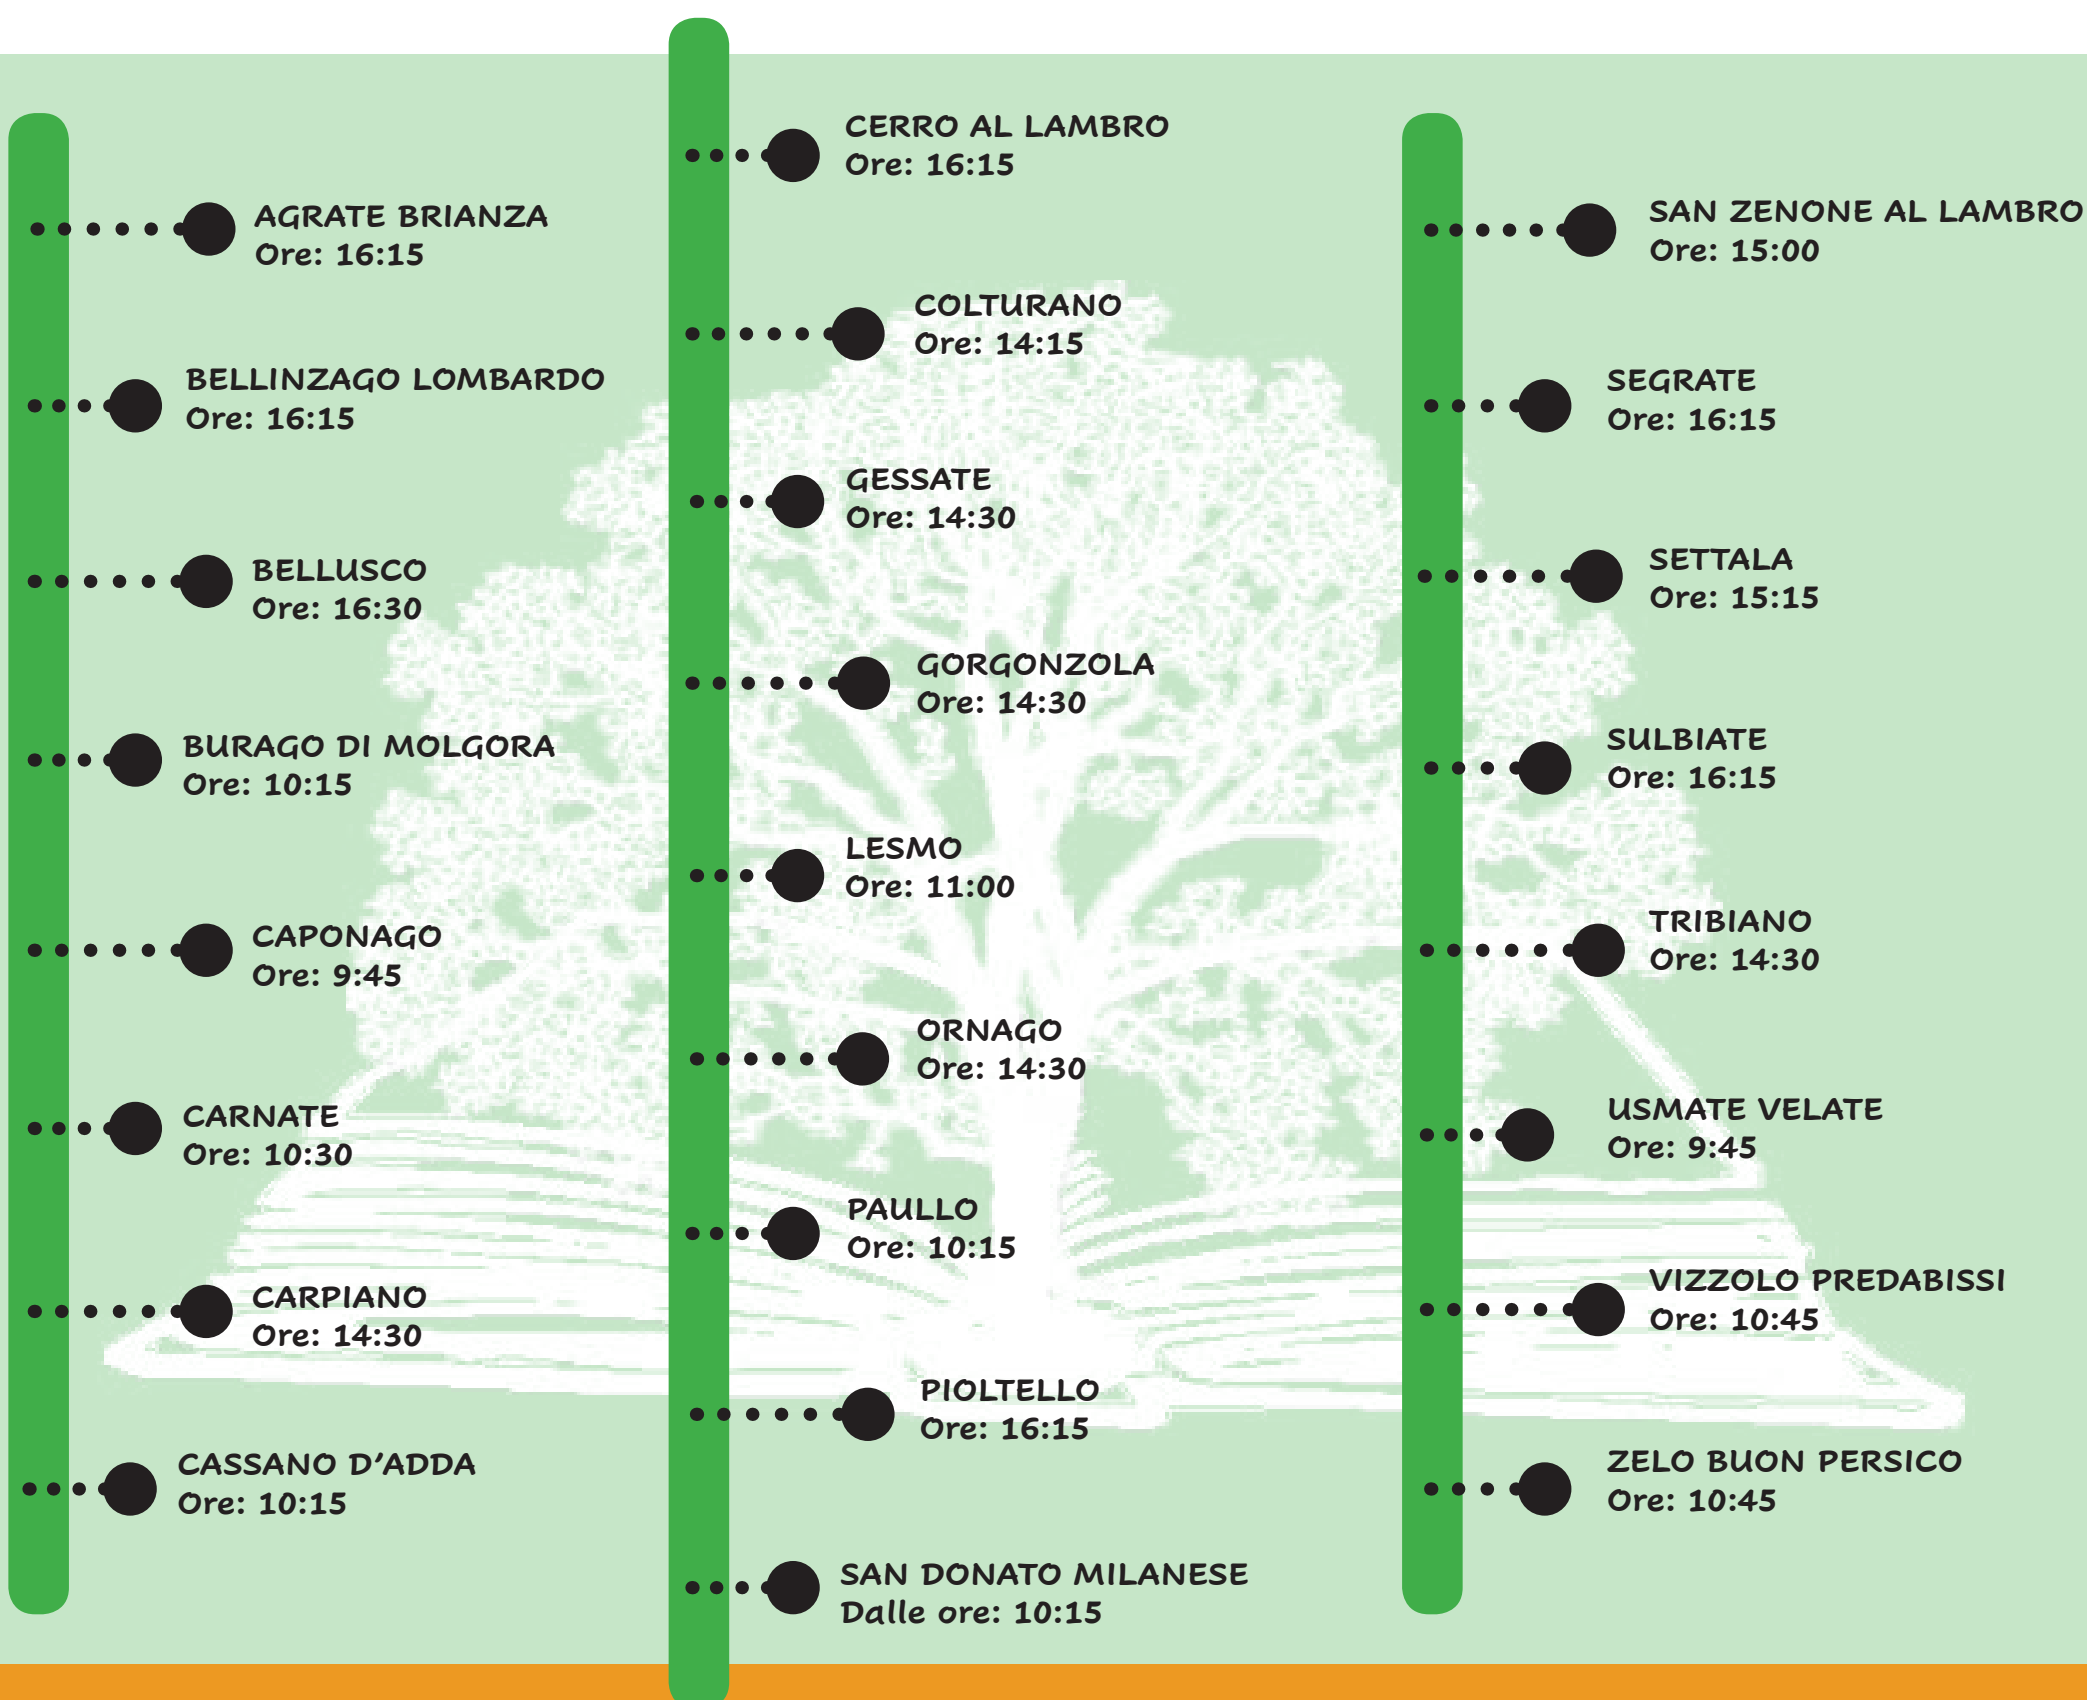 AGRATE BRIANZA
Ore: 16:15
BELLINZAGO LOMBARDO
Ore: 16:15
BELLUSCO
Ore: 16:30
BURAGO DI MOLGORA
Ore: 10:15
CAPONAGO
Ore: 9:45
CARNATE
Ore: 10:30
CARPIANO
Ore: 14:30
CASSANO D’ADDA
Ore: 10:15
CERRO AL LAMBRO
Ore: 16:15
COLTURANO
Ore: 14:15
GESSATE
Ore: 14:30
GORGONZOLA
Ore: 14:30
LESMO
Ore: 11:00
ORNAGO
Ore: 14:30
PAULLO
Ore: 10:15
PIOLTELLO
Ore: 16:15
SAN DONATO MILANESE
Dalle ore: 10:15
SAN ZENONE AL LAMBRO
Ore: 15:00
SEGRATE
Ore: 16:15
SETTALA
Ore: 15:15
SULBIATE
Ore: 16:15
TRIBIANO
Ore: 14:30
USMATE VELATE
Ore: 9:45
VIZZOLO PREDABISSI
Ore: 10:45
ZELO BUON PERSICO
Ore: 10:45